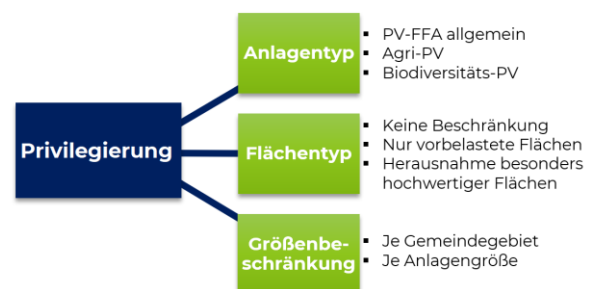 Privilegierung
Anlagentyp
▪ PV-FFA allgemein
▪ Agri-PV
▪ Biodiversitäts-PV
Flächentyp
▪ Keine Beschränkung
▪ Nur vorbelastete Flächen
▪ Herausnahme besonders
hochwertiger Flächen
Größenbe-
schränkung
▪ Je Gemeindegebiet
▪ Je Anlagengröße